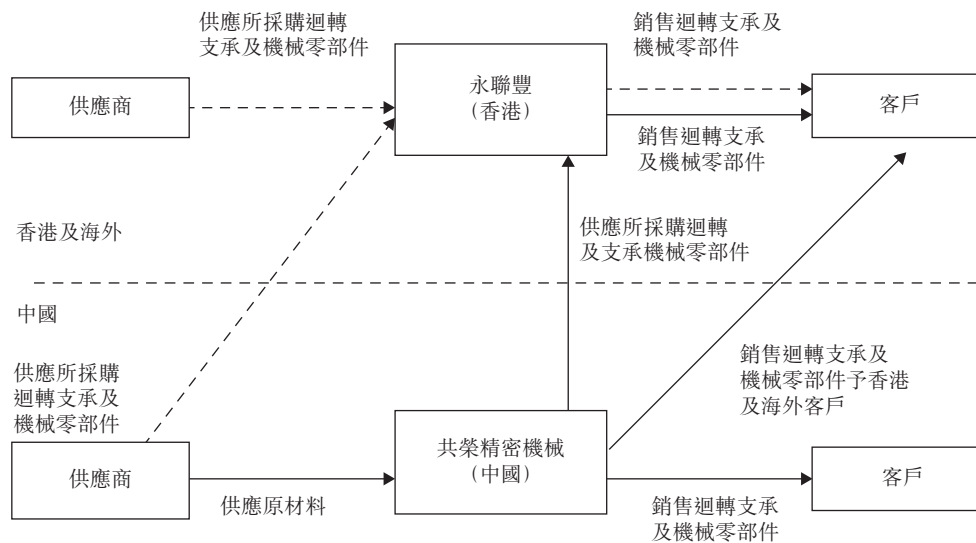 供應所採購迴轉
支承及機械零部件
銷售迴轉支承及
機械零部件
供應商
永聯豐
（香港）
客戶
銷售迴轉支承
及機械零部件
香港及海外
供應所採購迴轉
及支承機械零部件
中國
供應所採購
迴轉支承及
機械零部件
銷售迴轉支承及
機械零部件予香港
及海外客戶
供應商
共榮精密機械
（中國）
客戶
供應原材料
銷售迴轉支承
及機械零部件